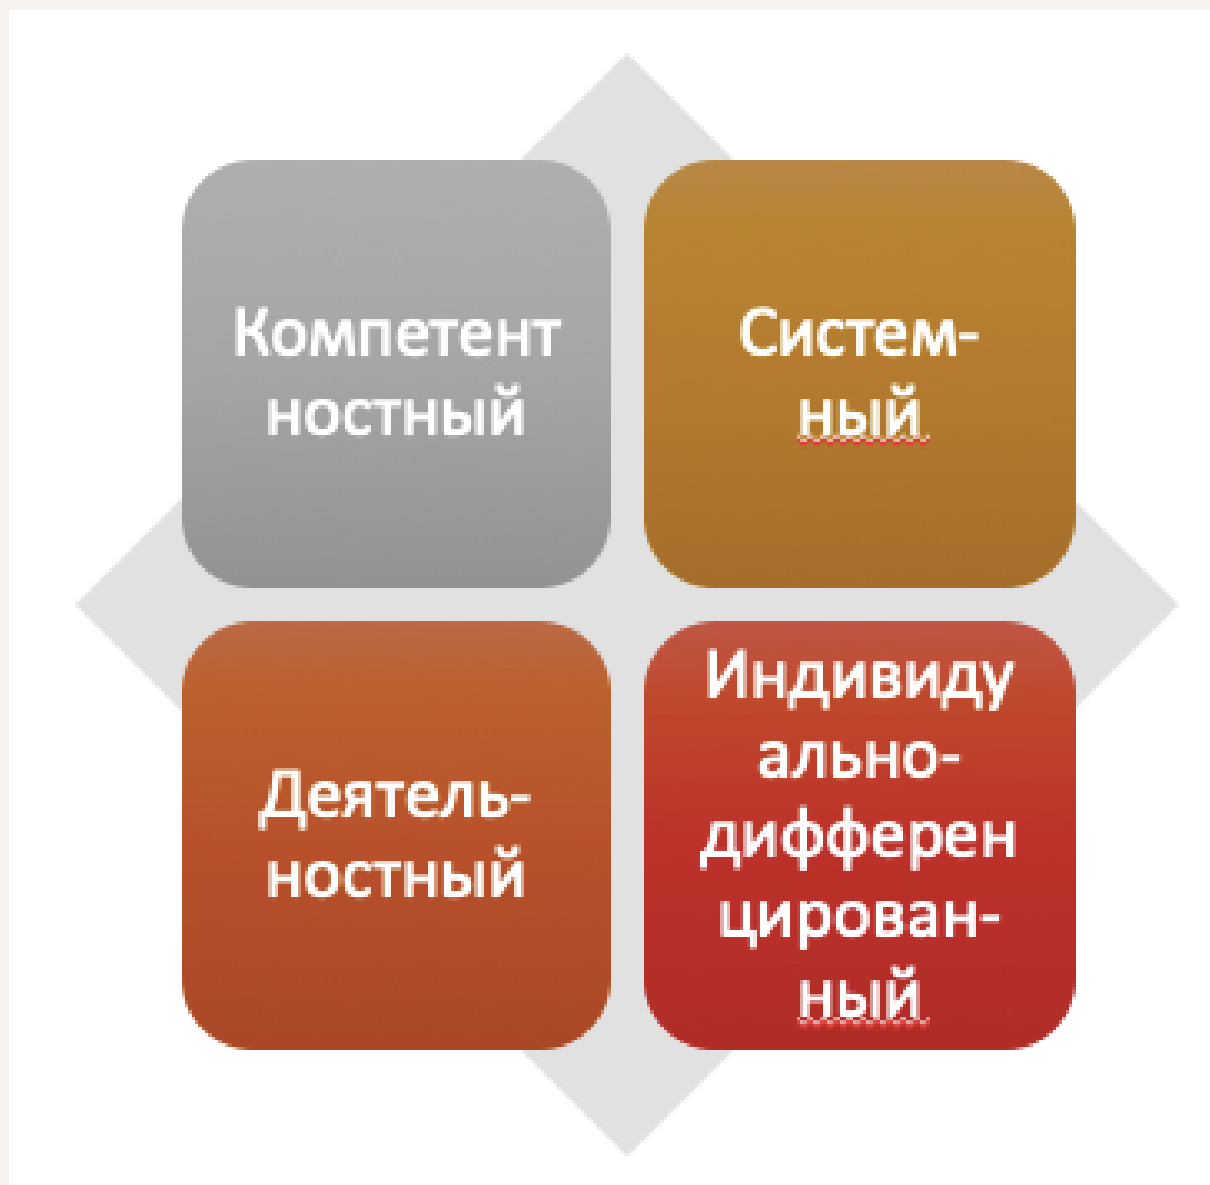 Компетент
ностный
Систем-
ный
Деятель-
ностный
Индивиду
ально-
дифферен
цирован-
ный